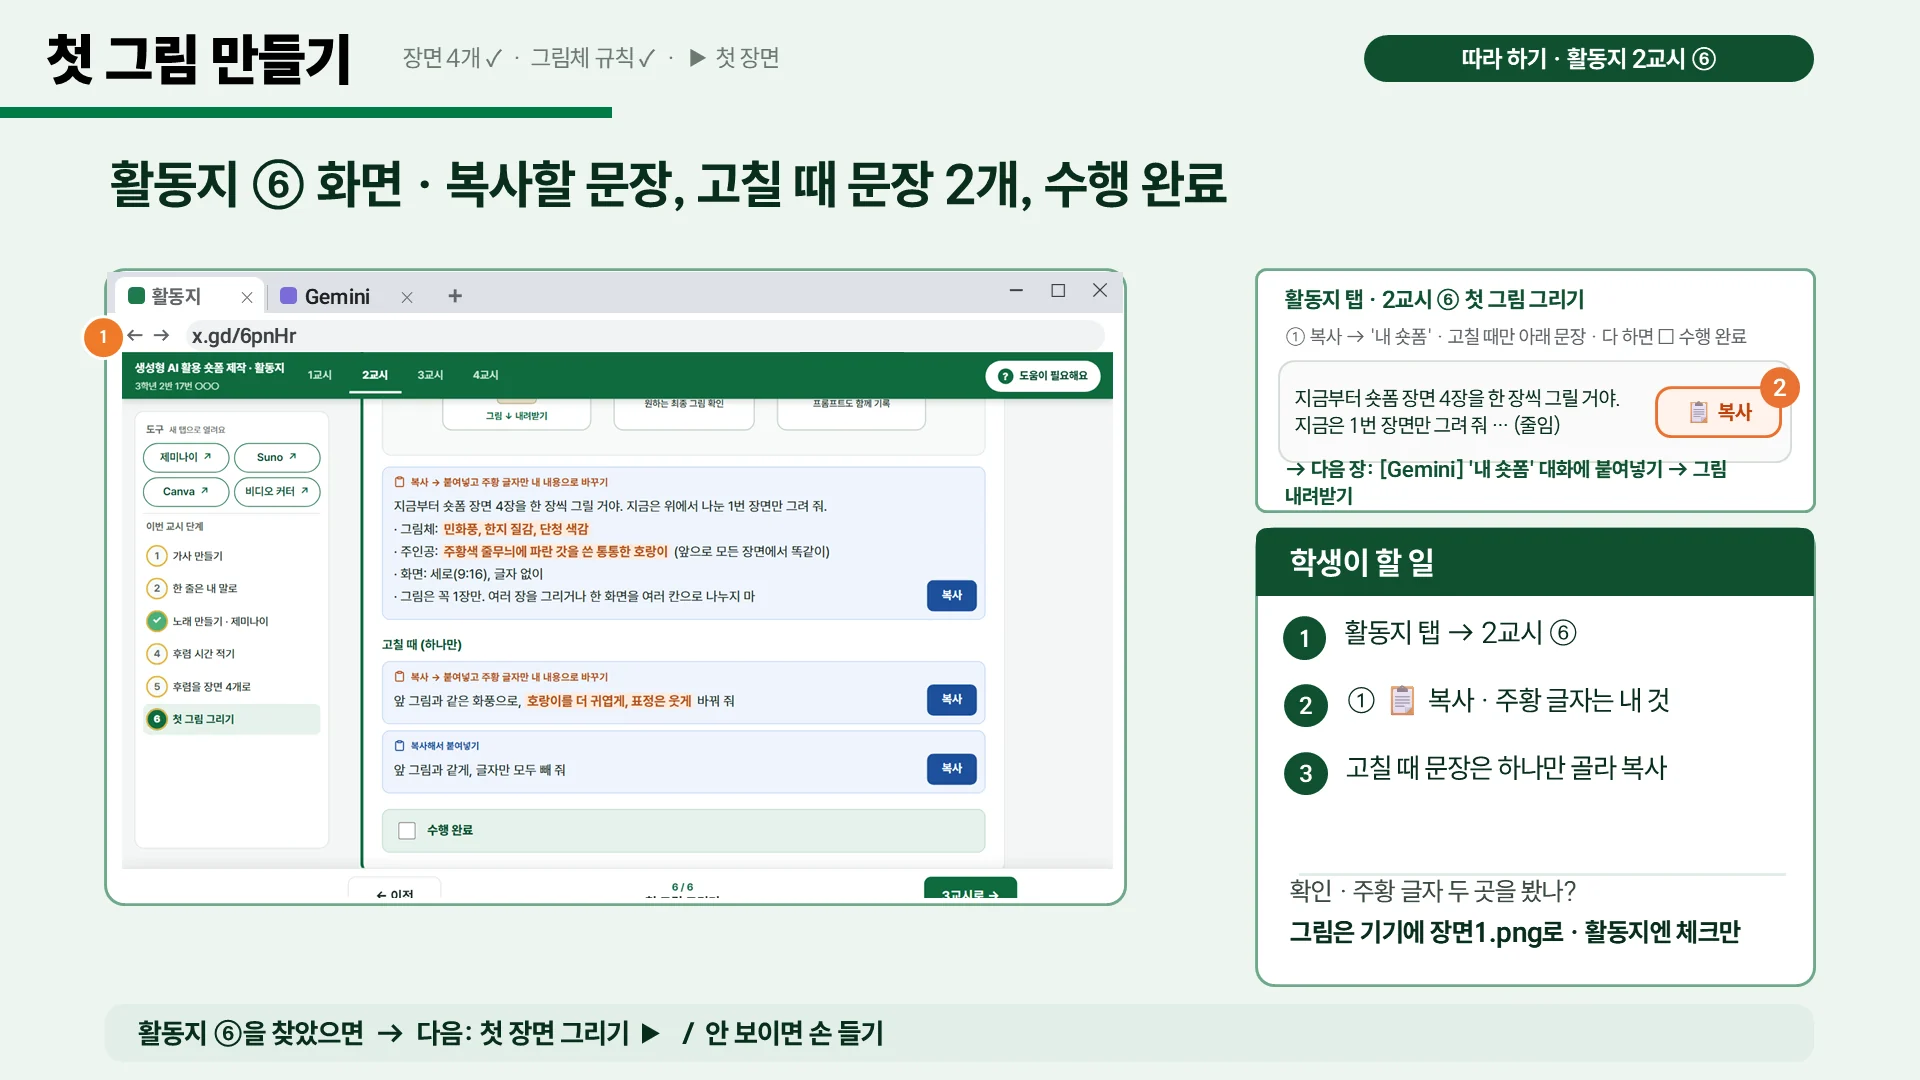 첫 그림 만들기
장면 4개 ✓ · 그림체 규칙 ✓ · ▶ 첫 장면
따라 하기 · 활동지 2교시 ⑥
활동지 ⑥ 화면 · 복사할 문장, 고칠 때 문장 2개, 수행 완료
활동지 × Gemini × +
1
← → x.gd/6pnHr
생성형 AI 활용 숏폼 제작 · 활동지
3학년 2반 17번 OOO
1교시 2교시 3교시 4교시
? 도움이 필요해요
도구 새 탭으로 열려요
제미나이 ↗ Suno ↗
Canva ↗ 비디오 커터 ↗
이번 교시 단계
1 가사 만들기
2 한 줄은 내 말로
✓ 노래 만들기 · 제미나이
4 후렴 시간 적기
5 후렴을 장면 4개로
6 첫 그림 그리기
그림 ↓ 내려받기
원하는 최종 그림 확인
프롬프트도 함께 기록
복사 → 붙여넣고 주황 글자만 내 내용으로 바꾸기
지금부터 숏폼 장면 4장을 한 장씩 그릴 거야. 지금은 위에서 나눈 1번 장면만 그려 줘.
· 그림체: 민화풍, 한지 질감, 단청 색감
· 주인공: 주황색 줄무늬에 파란 갓을 쓴 통통한 호랑이 (앞으로 모든 장면에서 똑같이)
· 화면: 세로(9:16), 글자 없이
· 그림은 꼭 1장만. 여러 장을 그리거나 한 화면을 여러 칸으로 나누지 마
복사
고칠 때 (하나만)
복사 → 붙여넣고 주황 글자만 내 내용으로 바꾸기
앞 그림과 같은 화풍으로, 호랑이를 더 귀엽게, 표정은 웃게 바꿔 줘
복사
복사해서 붙여넣기
앞 그림과 같게, 글자만 모두 빼 줘
복사
수행 완료
← 이전
6 / 6
3교시로 →
활동지 탭 · 2교시 ⑥ 첫 그림 그리기
① 복사 → '내 숏폼' · 고칠 때만 아래 문장 · 다 하면 □ 수행 완료
지금부터 숏폼 장면 4장을 한 장씩 그릴 거야.
지금은 1번 장면만 그려 줘 … (줄임)
📋 복사
2
→ 다음 장: [Gemini] '내 숏폼' 대화에 붙여넣기 → 그림
내려받기
학생이 할 일
1 활동지 탭 → 2교시 ⑥
2 ① 📋 복사 · 주황 글자는 내 것
3 고칠 때 문장은 하나만 골라 복사
확인 · 주황 글자 두 곳을 봤나?
그림은 기기에 장면1.png로 · 활동지엔 체크만
활동지 ⑥을 찾았으면 → 다음: 첫 장면 그리기 ▶ / 안 보이면 손 들기